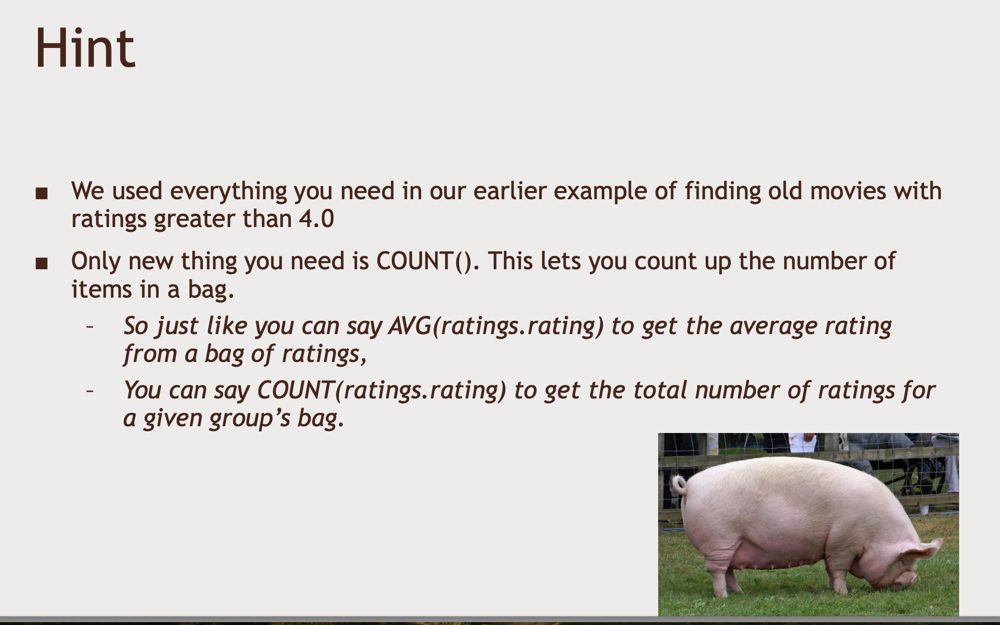 Hint
■ We used everything you need in our earlier example of finding old movies with
ratings greater than 4.0
■ Only new thing you need is COUNT(). This lets you count up the number of
items in a bag.
– So just like you can say AVG(ratings.rating) to get the average rating
from a bag of ratings,
– You can say COUNT(ratings.rating) to get the total number of ratings for
a given group’s bag.